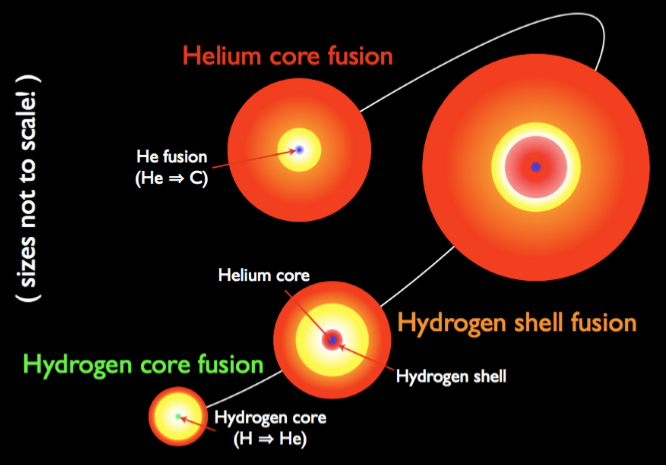 Helium core fusion
( sizes not to scale! )
He fusion
(He ⇒ C)
Helium core
Hydrogen shell fusion
Hydrogen core fusion
Hydrogen shell
Hydrogen core
(H ⇒ He)